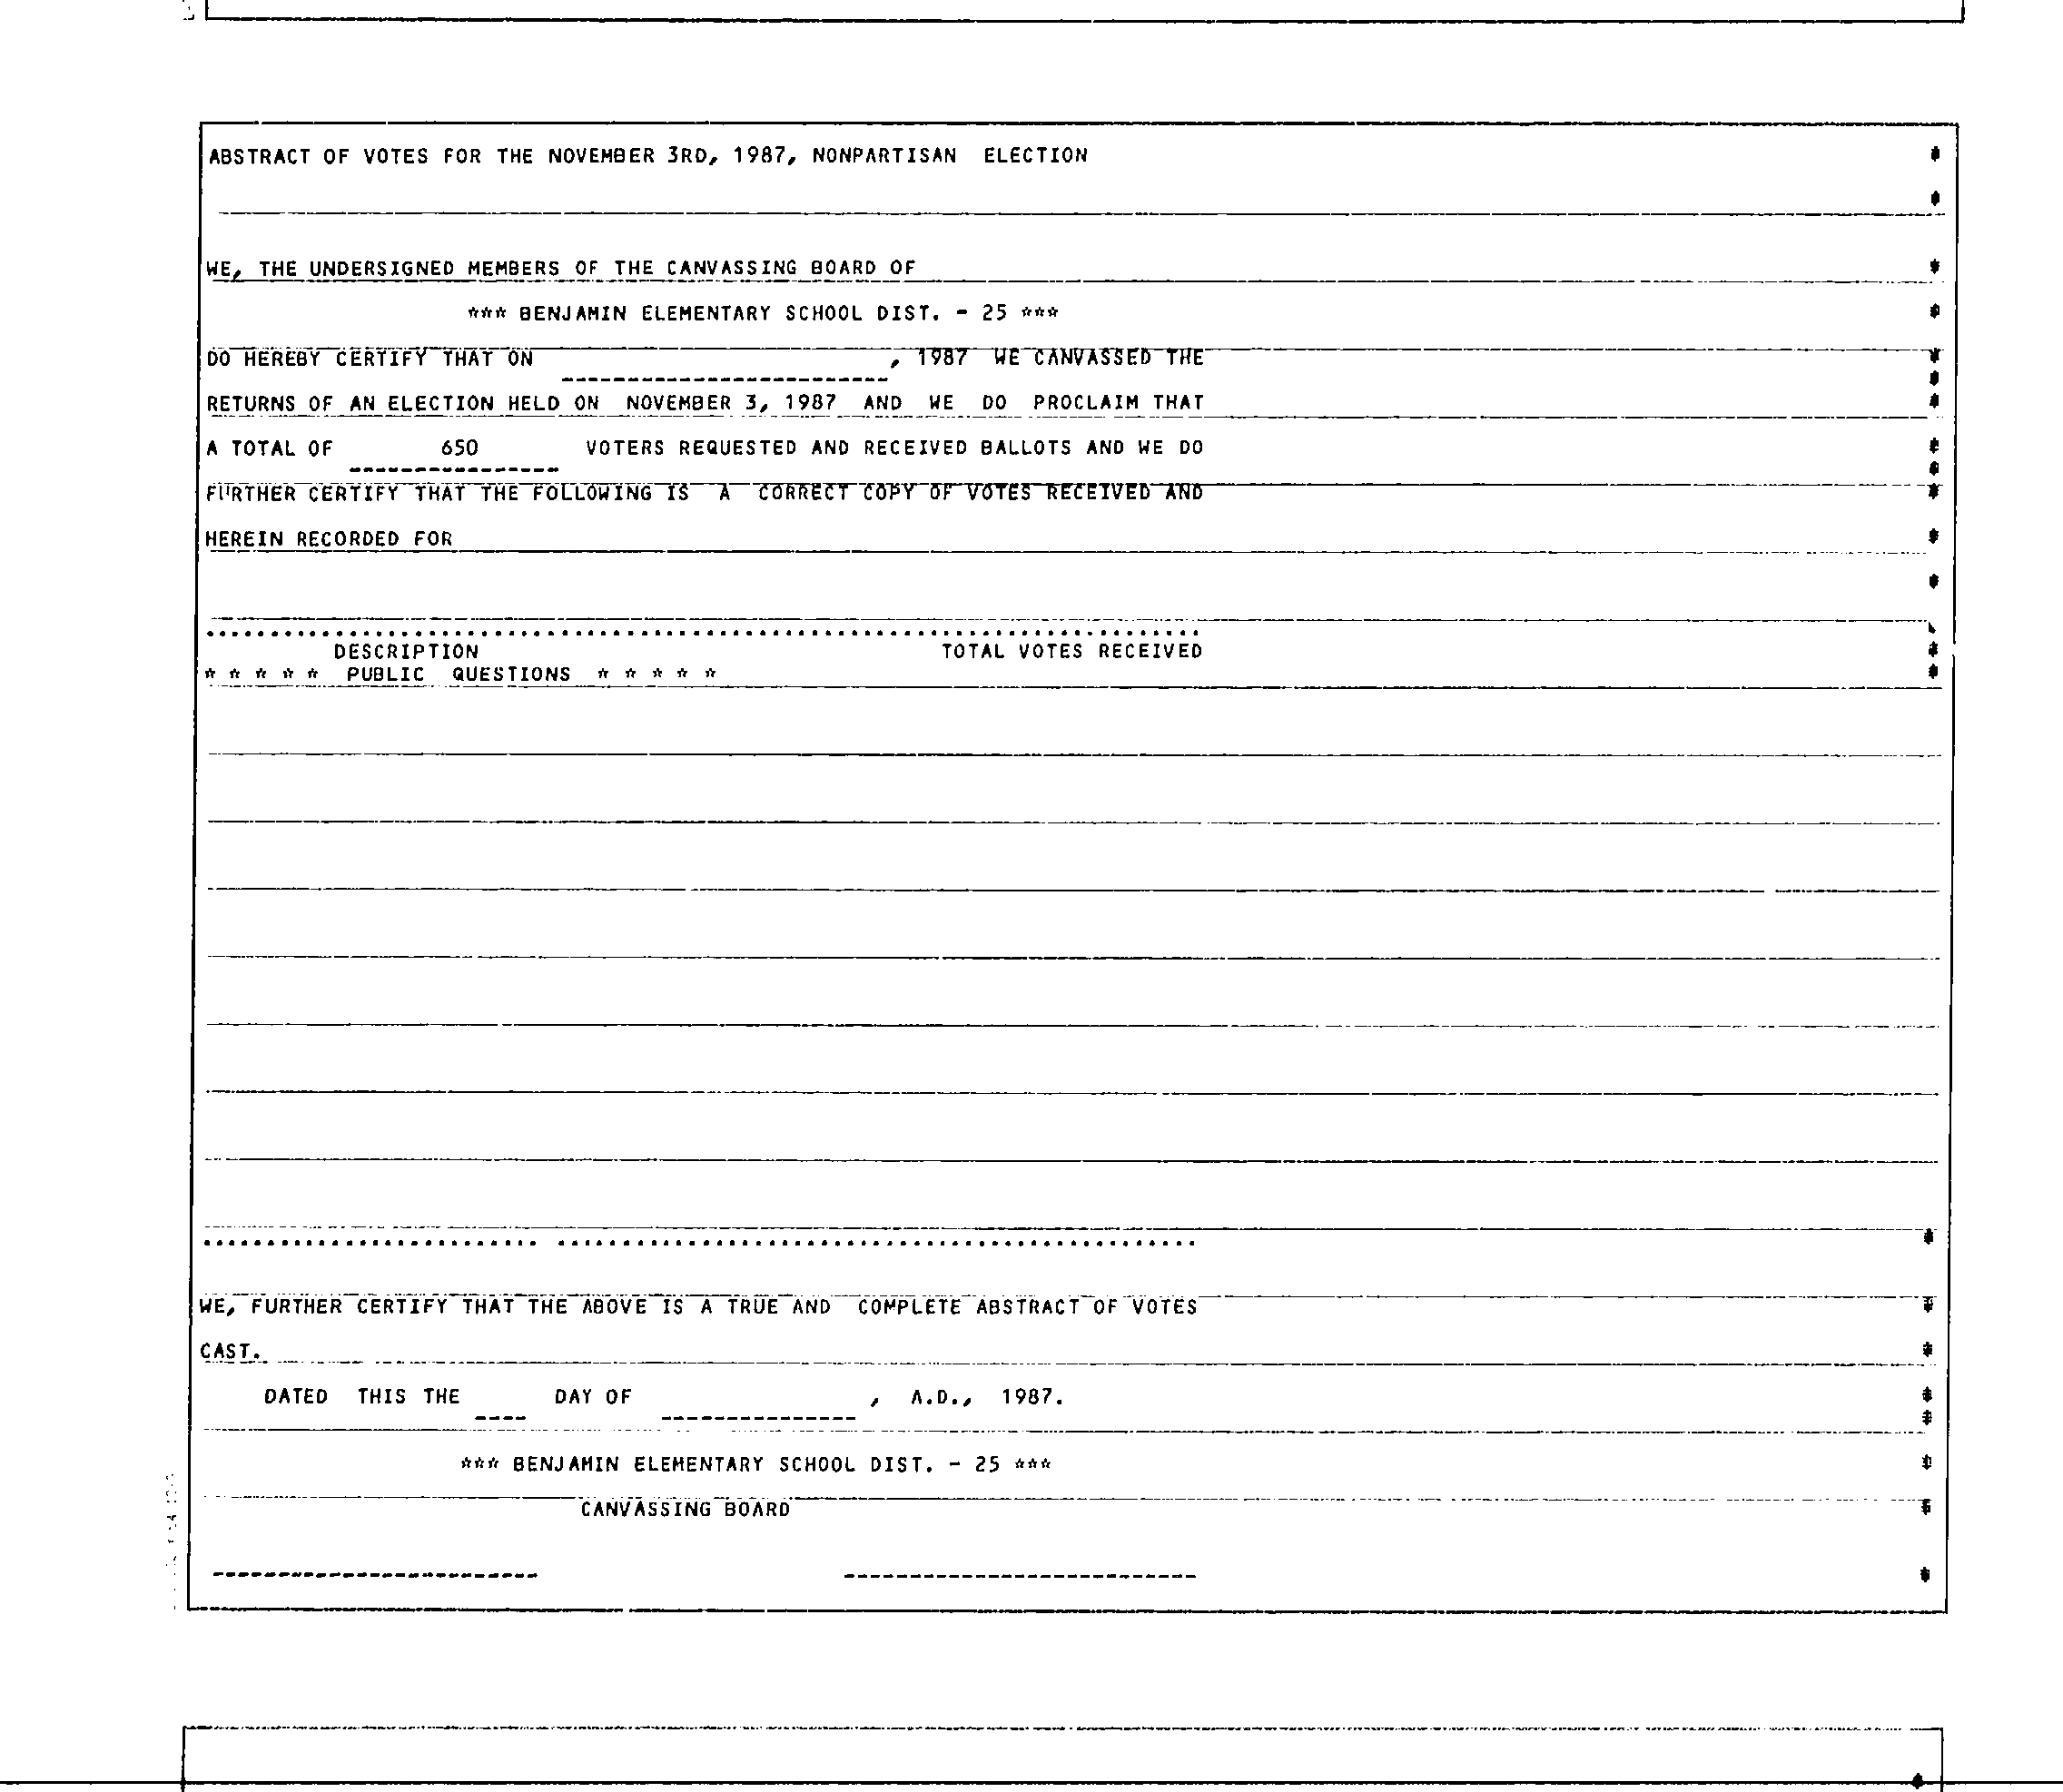 ABSTRACT OF VOTES FOR THE NOVEMBER 3RD, 1987, NONPARTISAN ELECTION
WE, THE UNDERSIGNED MEMBERS OF THE CANVASSING BOARD OF
*** BENJAMIN ELEMENTARY SCHOOL DIST. - 25 ***
DO HEREBY CERTIFY THAT ON , 1987 WE CANVASSED THE
RETURNS OF AN ELECTION HELD ON NOVEMBER 3, 1987 AND WE DO PROCLAIM THAT
A TOTAL OF 650 VOTERS REQUESTED AND RECEIVED BALLOTS AND WE DO
FURTHER CERTIFY THAT THE FOLLOWING IS A CORRECT COPY OF VOTES RECEIVED AND
HEREIN RECORDED FOR
DESCRIPTION TOTAL VOTES RECEIVED
* * * * * PUBLIC QUESTIONS * * * * *
WE, FURTHER CERTIFY THAT THE ABOVE IS A TRUE AND COMPLETE ABSTRACT OF VOTES
CAST.
DATED THIS THE ____ DAY OF _______________ , A.D., 1987.
*** BENJAMIN ELEMENTARY SCHOOL DIST. - 25 ***
CANVASSING BOARD